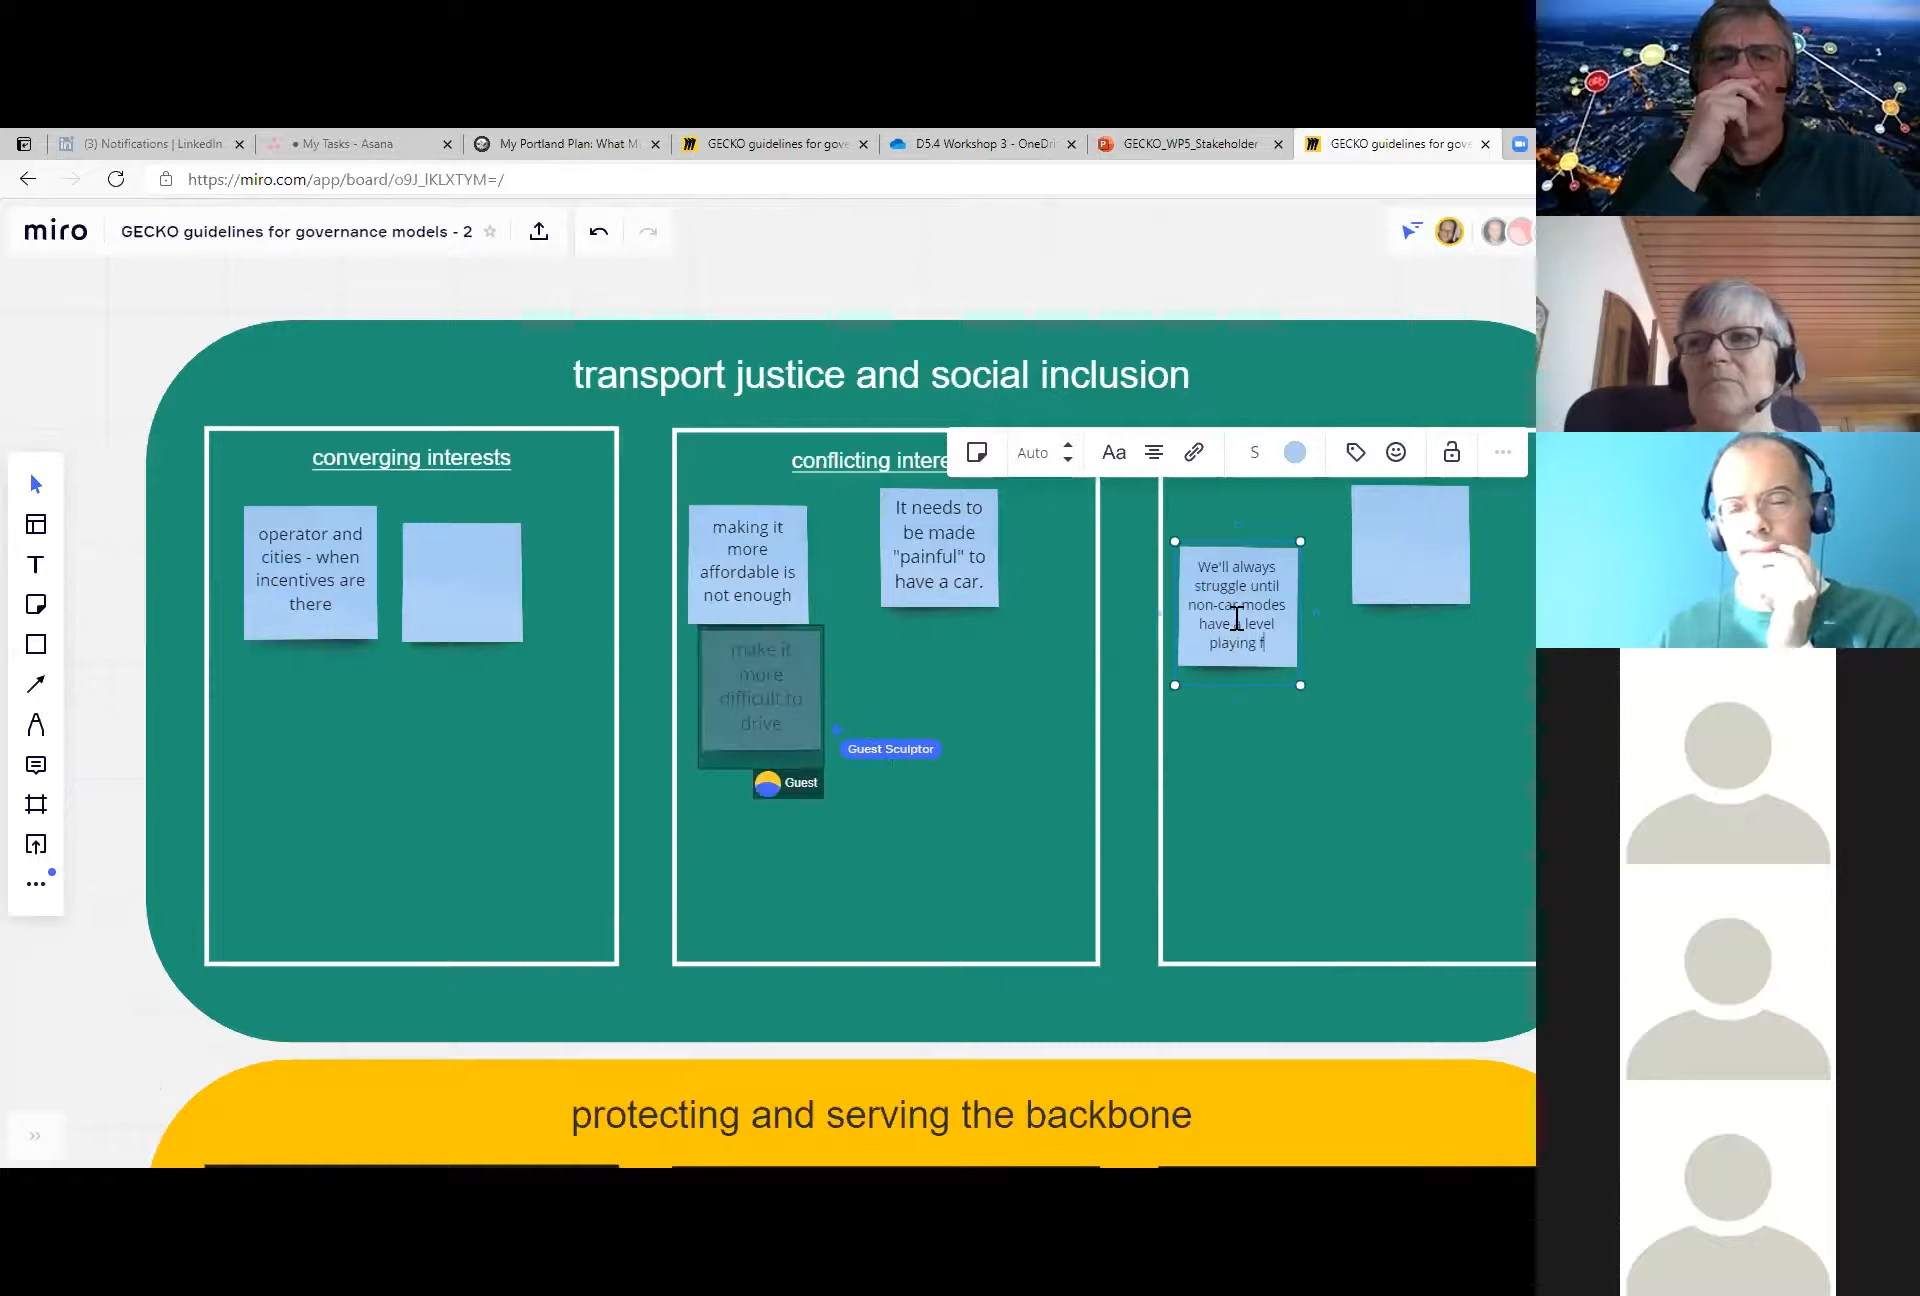 (3) Notifications | LinkedIn
• My Tasks - Asana
My Portland Plan: What M
GECKO guidelines for gove
D5.4 Workshop 3 - OneDri
GECKO_WP5_Stakeholder
GECKO guidelines for gove
https://miro.com/app/board/o9J_lKLXTYM=/
miro
GECKO guidelines for governance models - 2
transport justice and social inclusion
converging interests
operator and
cities - when
incentives are
there
conflicting intere
making it
more
affordable is
not enough
It needs to
be made
"painful" to
have a car.
make it
more
difficult to
drive
Guest Sculptor
Guest
Auto
Aa
S
We'll always
struggle until
non-car modes
have a level
playing f
protecting and serving the backbone